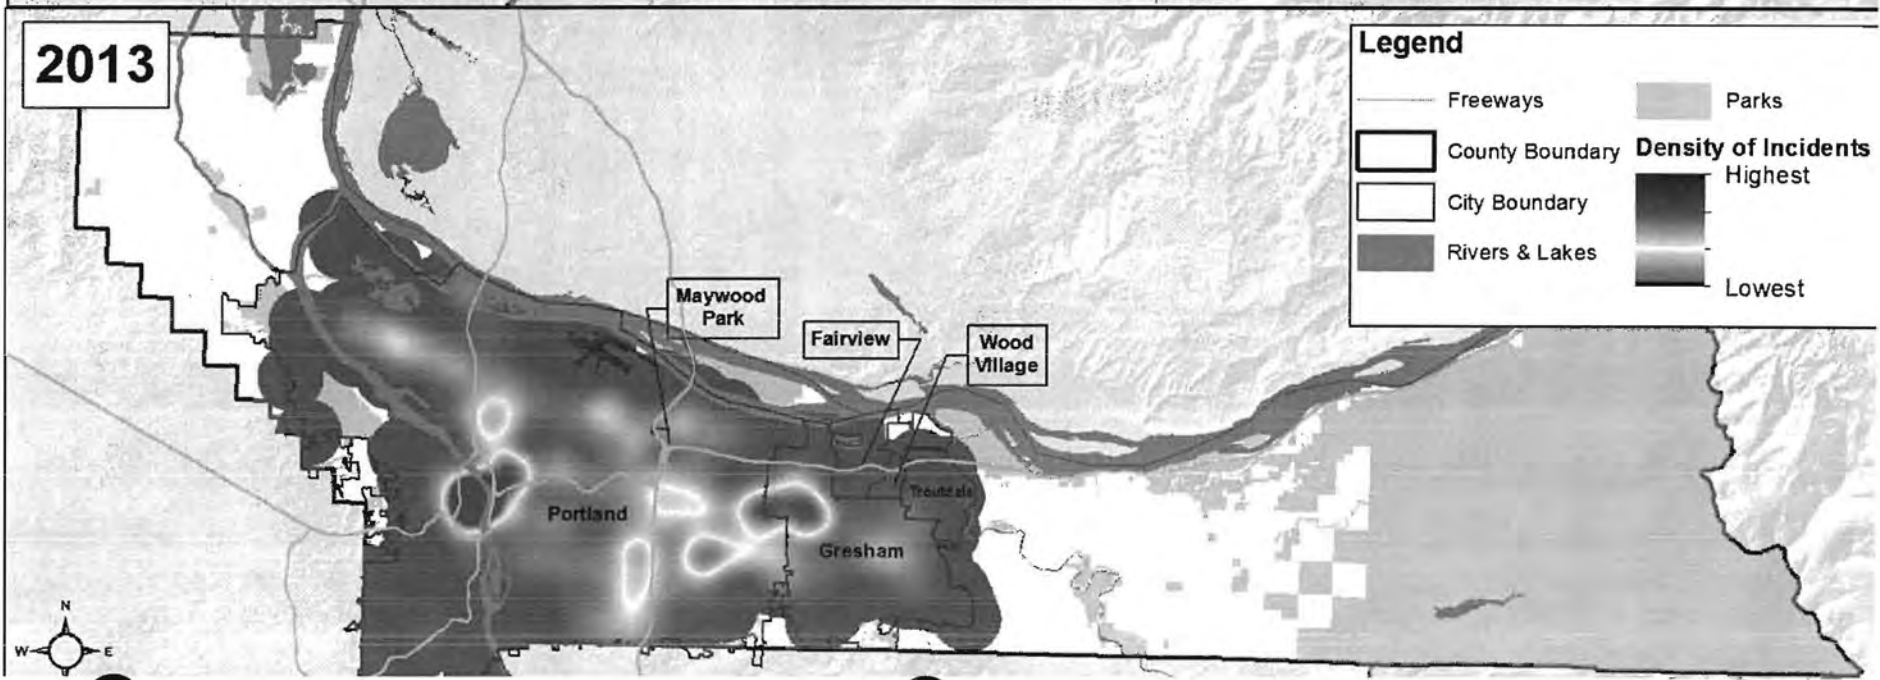 2013
Legend
Freeways
County Boundary
City Boundary
Rivers & Lakes
Parks
Density of Incidents
Highest
Lowest
Maywood
Park
Fairview
Wood
Village
Troutdale
Portland
Gresham
N
W
E